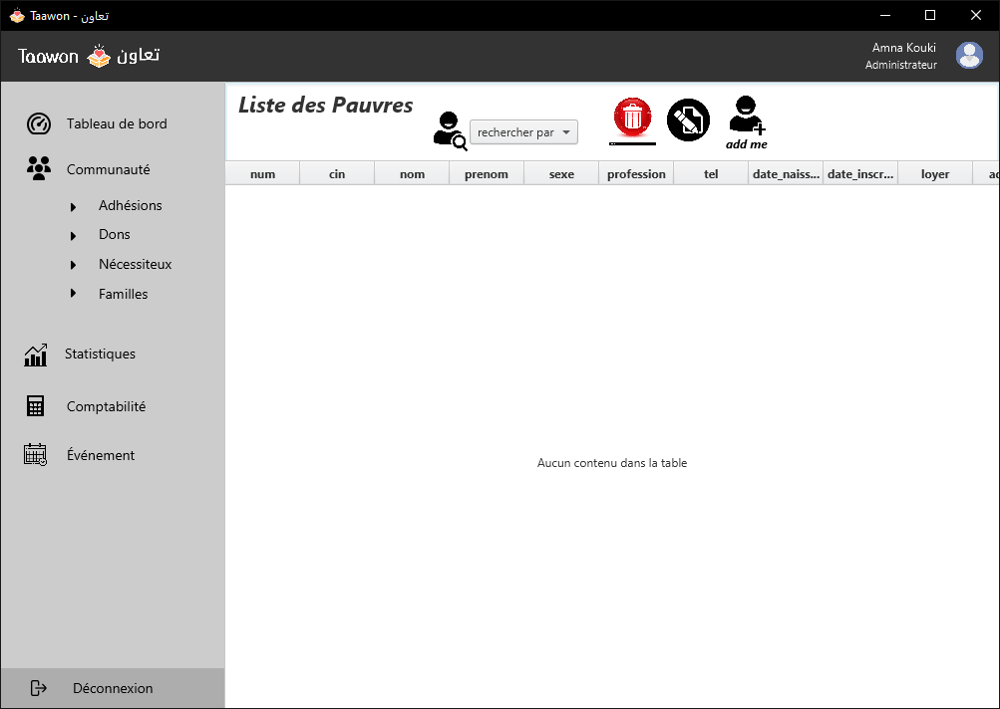 Taawon - تعاون
Taawon تعاون
Amna Kouki
Administrateur
Tableau de bord
Communauté
Adhésions
Dons
Nécessiteux
Familles
Statistiques
Comptabilité
Événement
Déconnexion
Liste des Pauvres
rechercher par
add me
num cin nom prenom sexe profession tel date_naiss... date_inscr... loyer ac
Aucun contenu dans la table